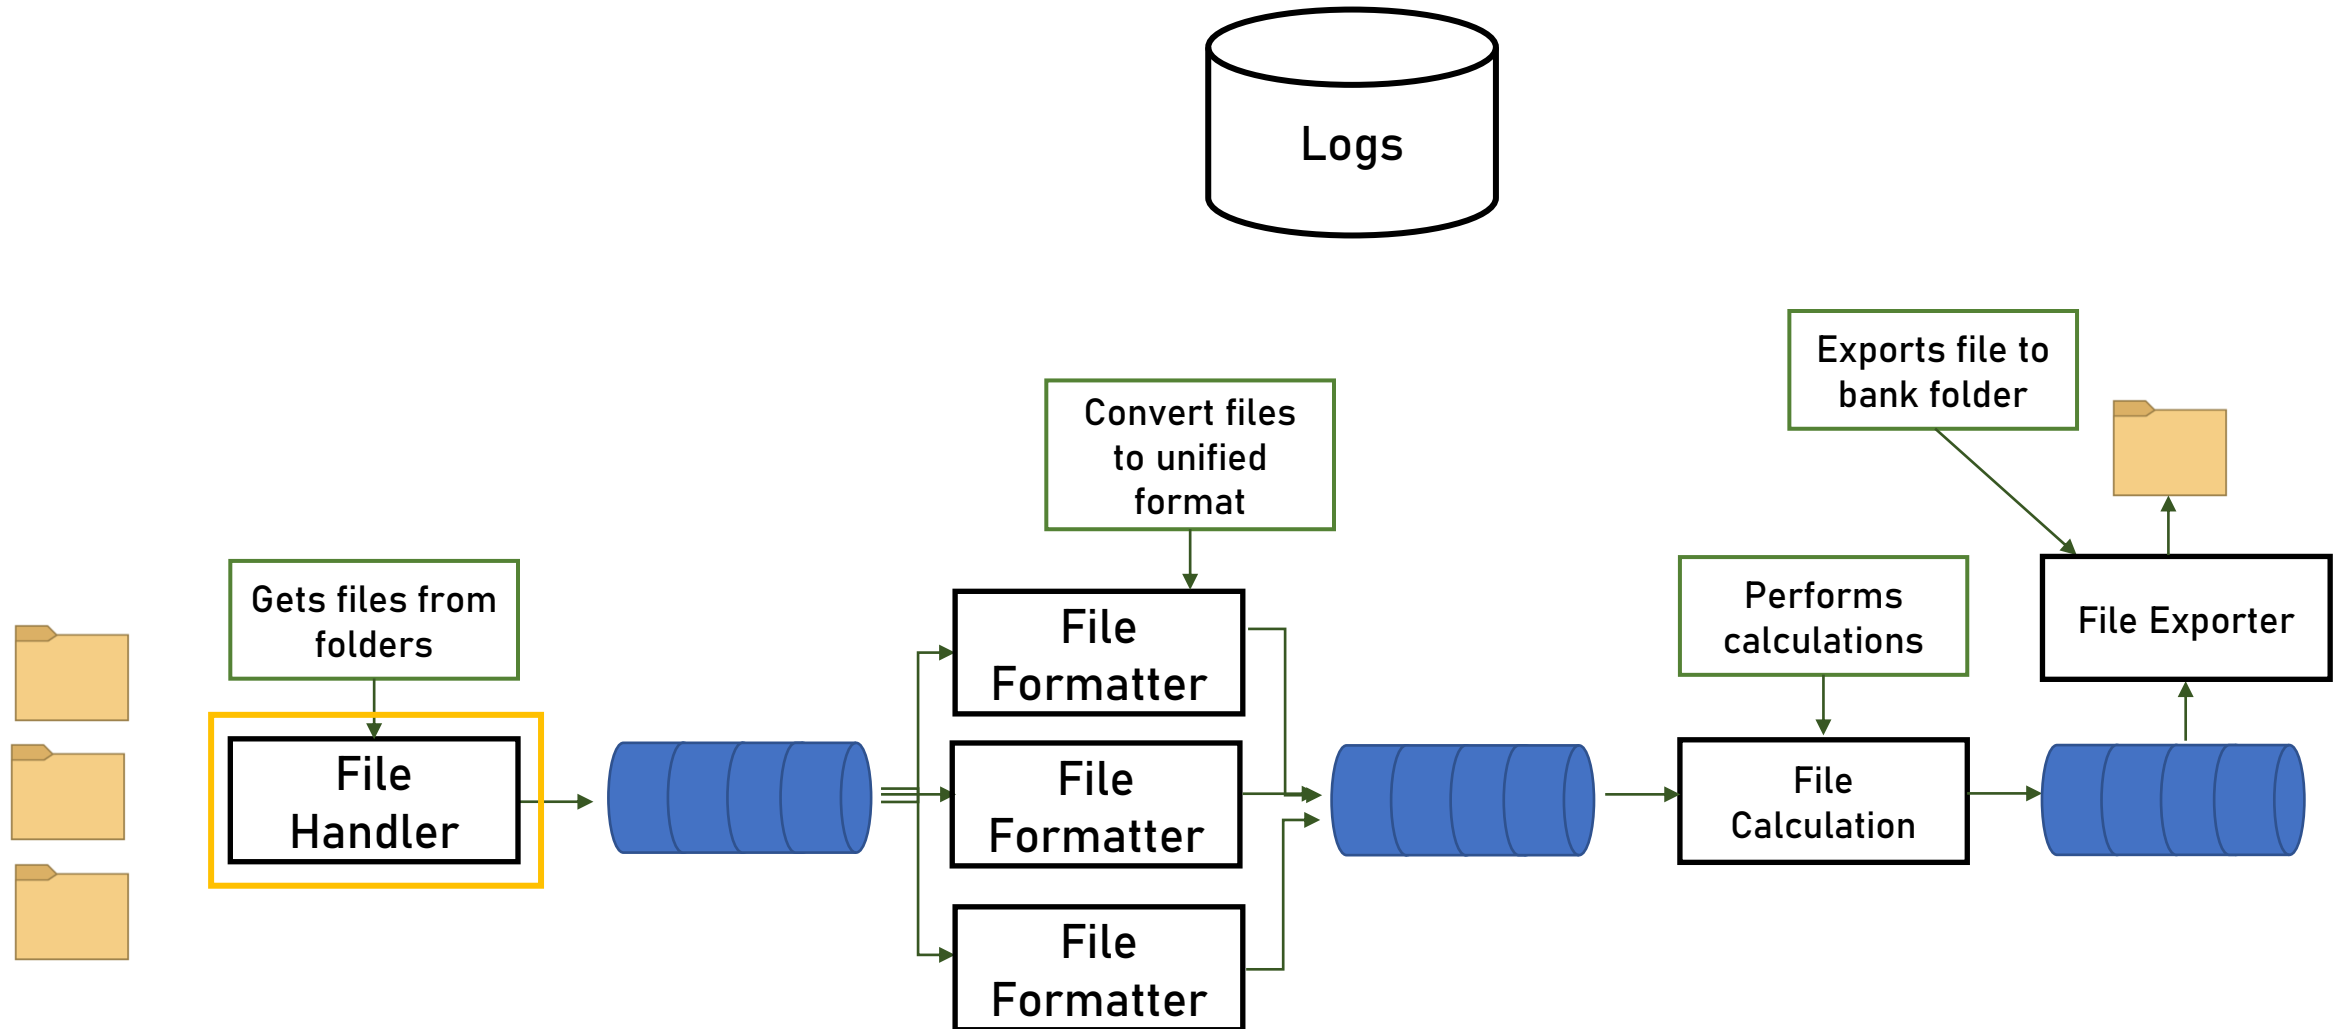 Logs
Exports file to
bank folder
Convert files
to unified
format
Gets files from
folders
Performs
calculations
File Exporter
File
Formatter
File
Handler
File
Formatter
File
Calculation
File
Formatter